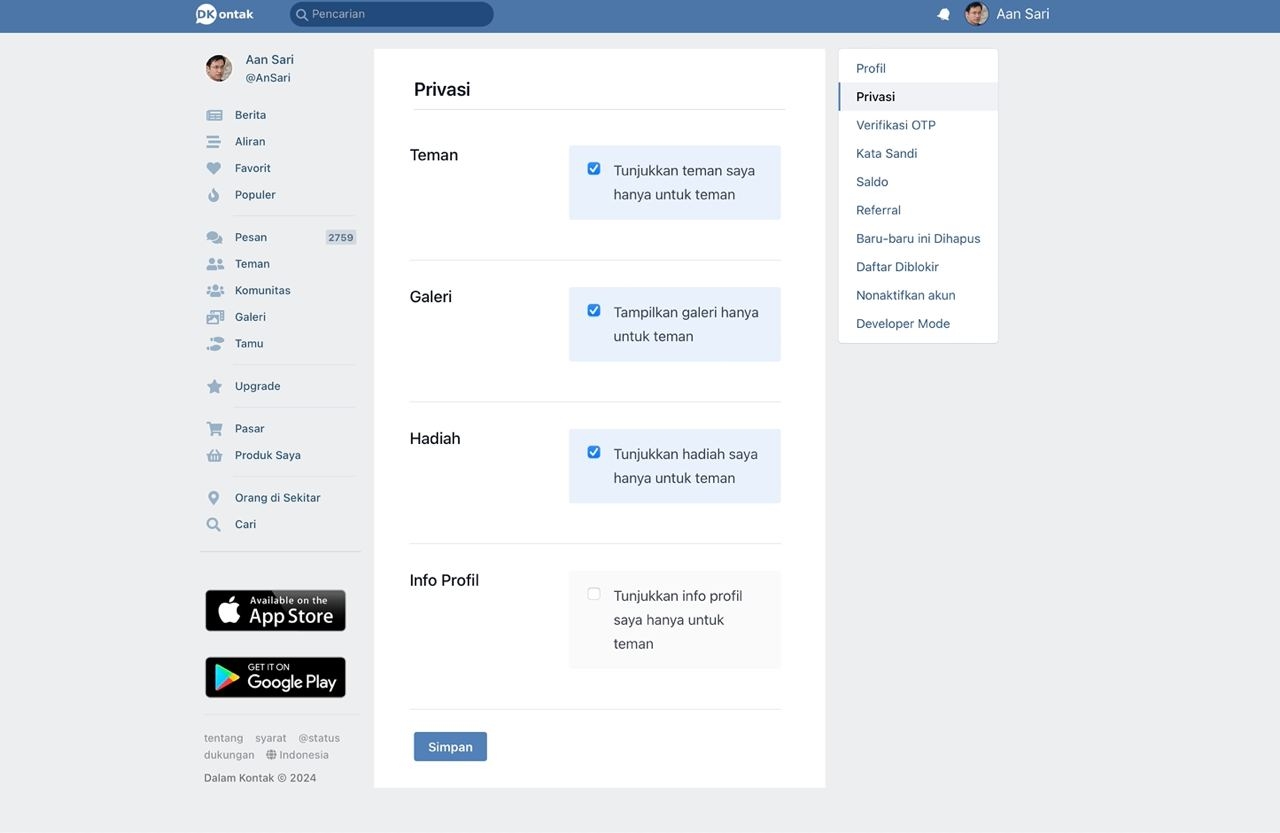 DKontak
Pencarian
Aan Sari
Aan Sari
@AnSari
Berita
Aliran
Favorit
Populer
Pesan 2759
Teman
Komunitas
Galeri
Tamu
Upgrade
Pasar
Produk Saya
Orang di Sekitar
Cari
Available on the
App Store
GET IT ON
Google Play
tentang syarat @status
dukungan Indonesia
Dalam Kontak © 2024
Privasi
Teman
Tunjukkan teman saya
hanya untuk teman
Galeri
Tampilkan galeri hanya
untuk teman
Hadiah
Tunjukkan hadiah saya
hanya untuk teman
Info Profil
Tunjukkan info profil
saya hanya untuk
teman
Simpan
Profil
Privasi
Verifikasi OTP
Kata Sandi
Saldo
Referral
Baru-baru ini Dihapus
Daftar Diblokir
Nonaktifkan akun
Developer Mode